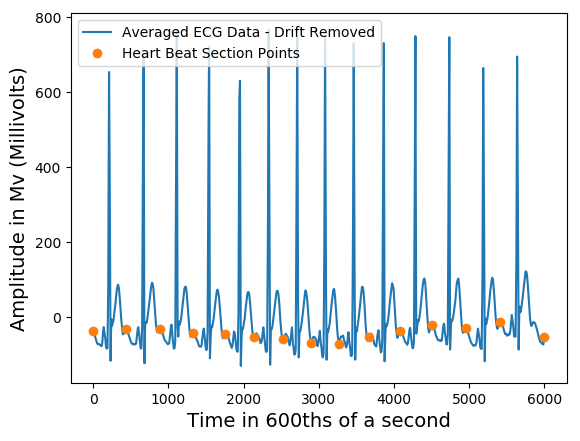 Averaged ECG Data - Drift Removed
Heart Beat Section Points
800
600
400
200
0
Amplitude in Mv (Millivolts)
0 1000 2000 3000 4000 5000 6000
Time in 600ths of a second